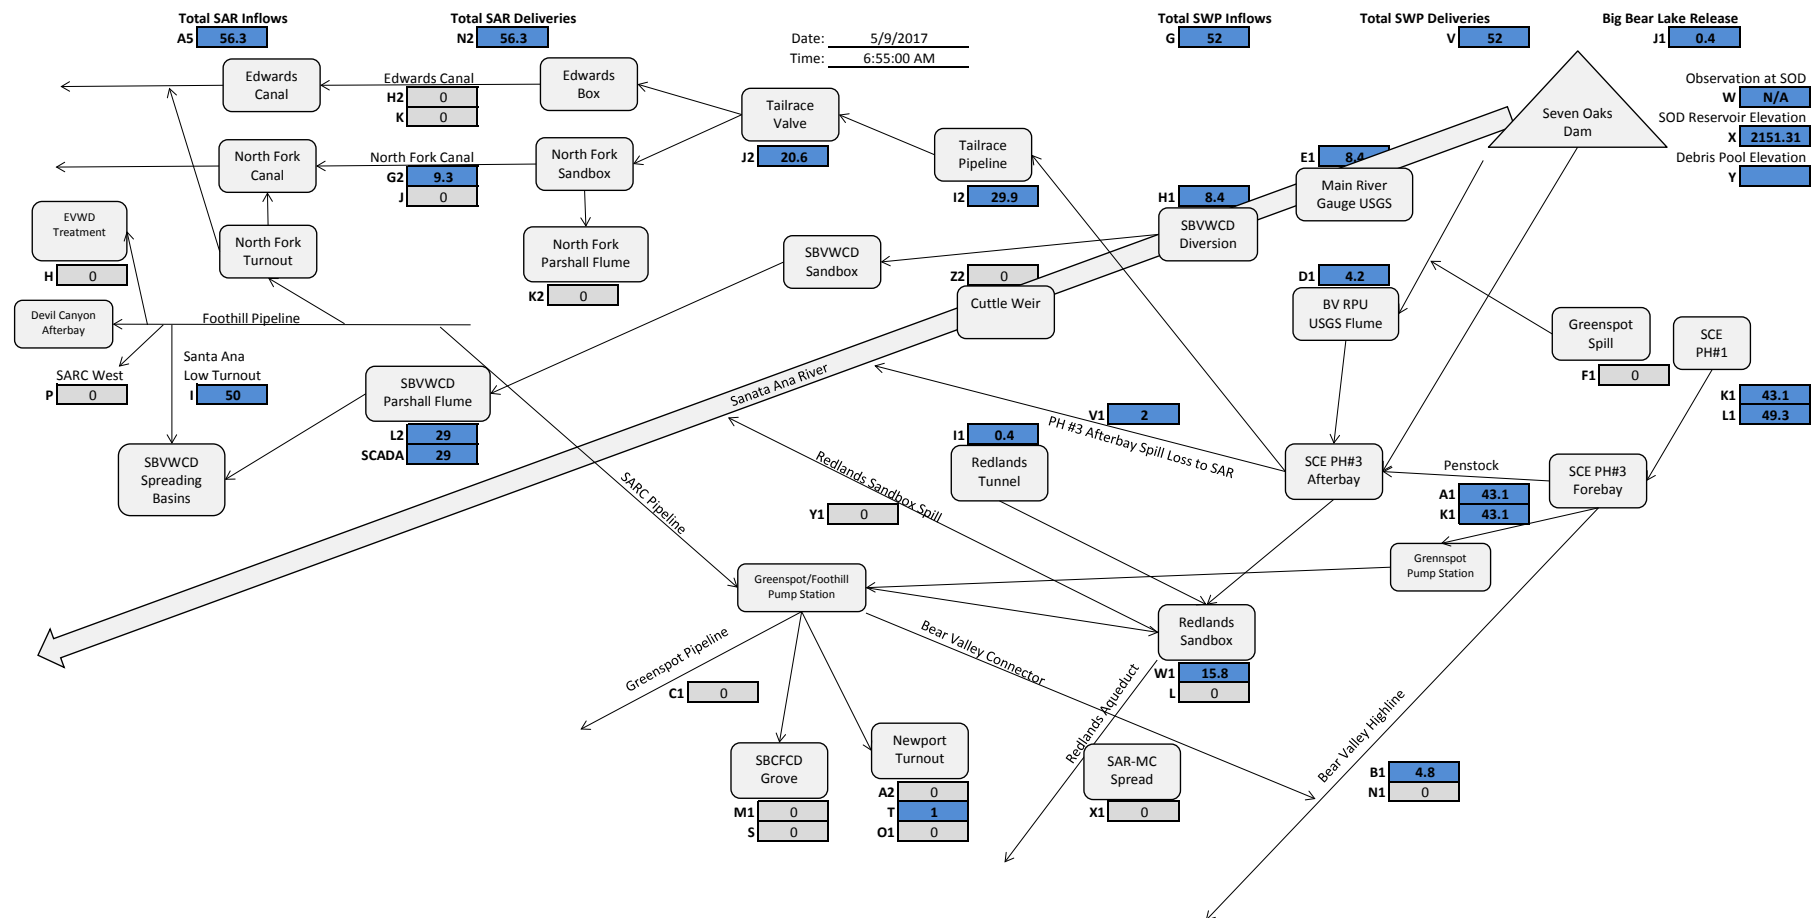 Total SAR Inflows
A5 56.3
Total SAR Deliveries
N2 56.3
Date: 5/9/2017
Time: 6:55:00 AM
Total SWP Inflows
G 52
Total SWP Deliveries
V 52
Big Bear Lake Release
J1 0.4
Edwards
Canal
Edwards Canal
H2 0
K 0
Edwards
Box
Tailrace
Valve
J2 20.6
Seven Oaks
Dam
Observation at SOD
W N/A
SOD Reservoir Elevation
X 2151.31
Debris Pool Elevation
Y
North Fork
Canal
North Fork Canal
G2 9.3
J 0
North Fork
Sandbox
Tailrace
Pipeline
I2 29.9
E1 8.4
Main River
Gauge USGS
H1 8.4
SBVWCD
Diversion
EVWD
Treatment
H 0
North Fork
Turnout
North Fork
Parshall Flume
K2 0
SBVWCD
Sandbox
Z2 0
Cuttle Weir
D1 4.2
BV RPU
USGS Flume
Greenspot
Spill
F1 0
SCE
PH#1
K1 43.1
L1 49.3
Devil Canyon
Afterbay
Foothill Pipeline
SARC West
P 0
Santa Ana
Low Turnout
I 50
SBVWCD
Parshall Flume
L2 29
SCADA 29
Sanata Ana River
V1 2
PH #3 Afterbay Spill Loss to SAR
SBVWCD
Spreading
Basins
SARC Pipeline
Redlands Sandbox Spill
Y1 0
I1 0.4
Redlands
Tunnel
SCE PH#3
Afterbay
Penstock
A1 43.1
K1 43.1
SCE PH#3
Forebay
Grennspot
Pump Station
Greenspot/Foothill
Pump Station
Redlands
Sandbox
W1 15.8
L 0
Greenspot Pipeline
C1 0
Bear Valley Connector
Redlands Aqueduct
Bear Valley Highline
SBCFCD
Grove
M1 0
S 0
Newport
Turnout
A2 0
T 1
O1 0
SAR-MC
Spread
X1 0
B1 4.8
N1 0